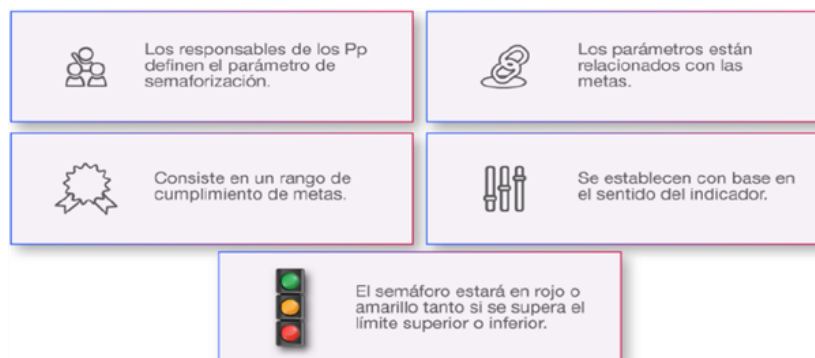 Los responsables de los Pp
definen el parámetro de
semaforización.
Los parámetros están
relacionados con las
metas.
Consiste en un rango de
cumplimiento de metas.
Se establecen con base en
el sentido del indicador.
El semáforo estará en rojo o
amarillo tanto si se supera el
límite superior o inferior.